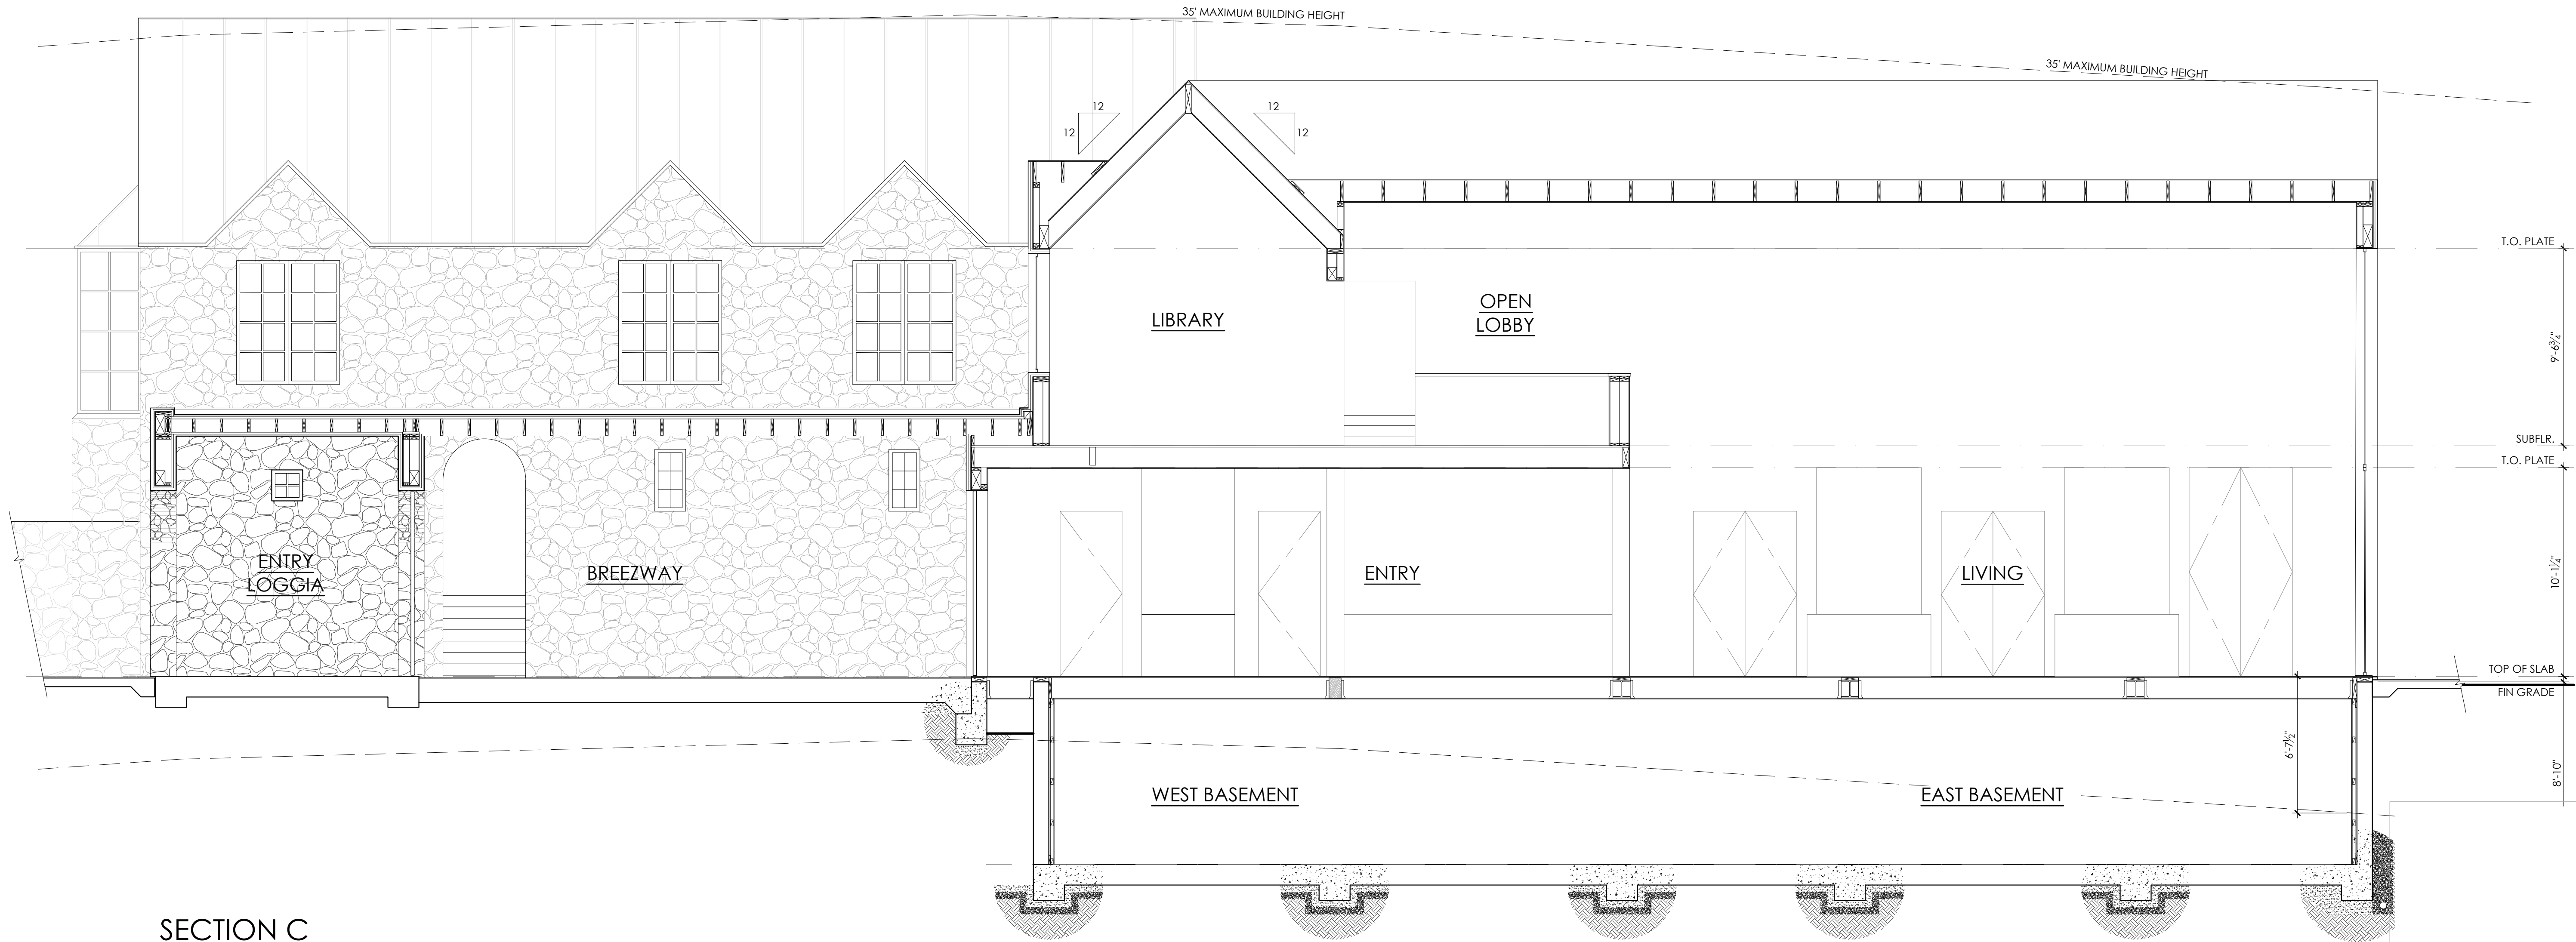 35' MAXIMUM BUILDING HEIGHT
35' MAXIMUM BUILDING HEIGHT
12
12
12
12
T.O. PLATE
OPEN
LOBBY
LIBRARY
9'-6¾"
SUBFLR.
T.O. PLATE
ENTRY
LOGGIA
BREEZWAY
ENTRY
LIVING
10'-1¼"
TOP OF SLAB
FIN GRADE
6'-7½"
8'-10"
WEST BASEMENT
EAST BASEMENT
SECTION C